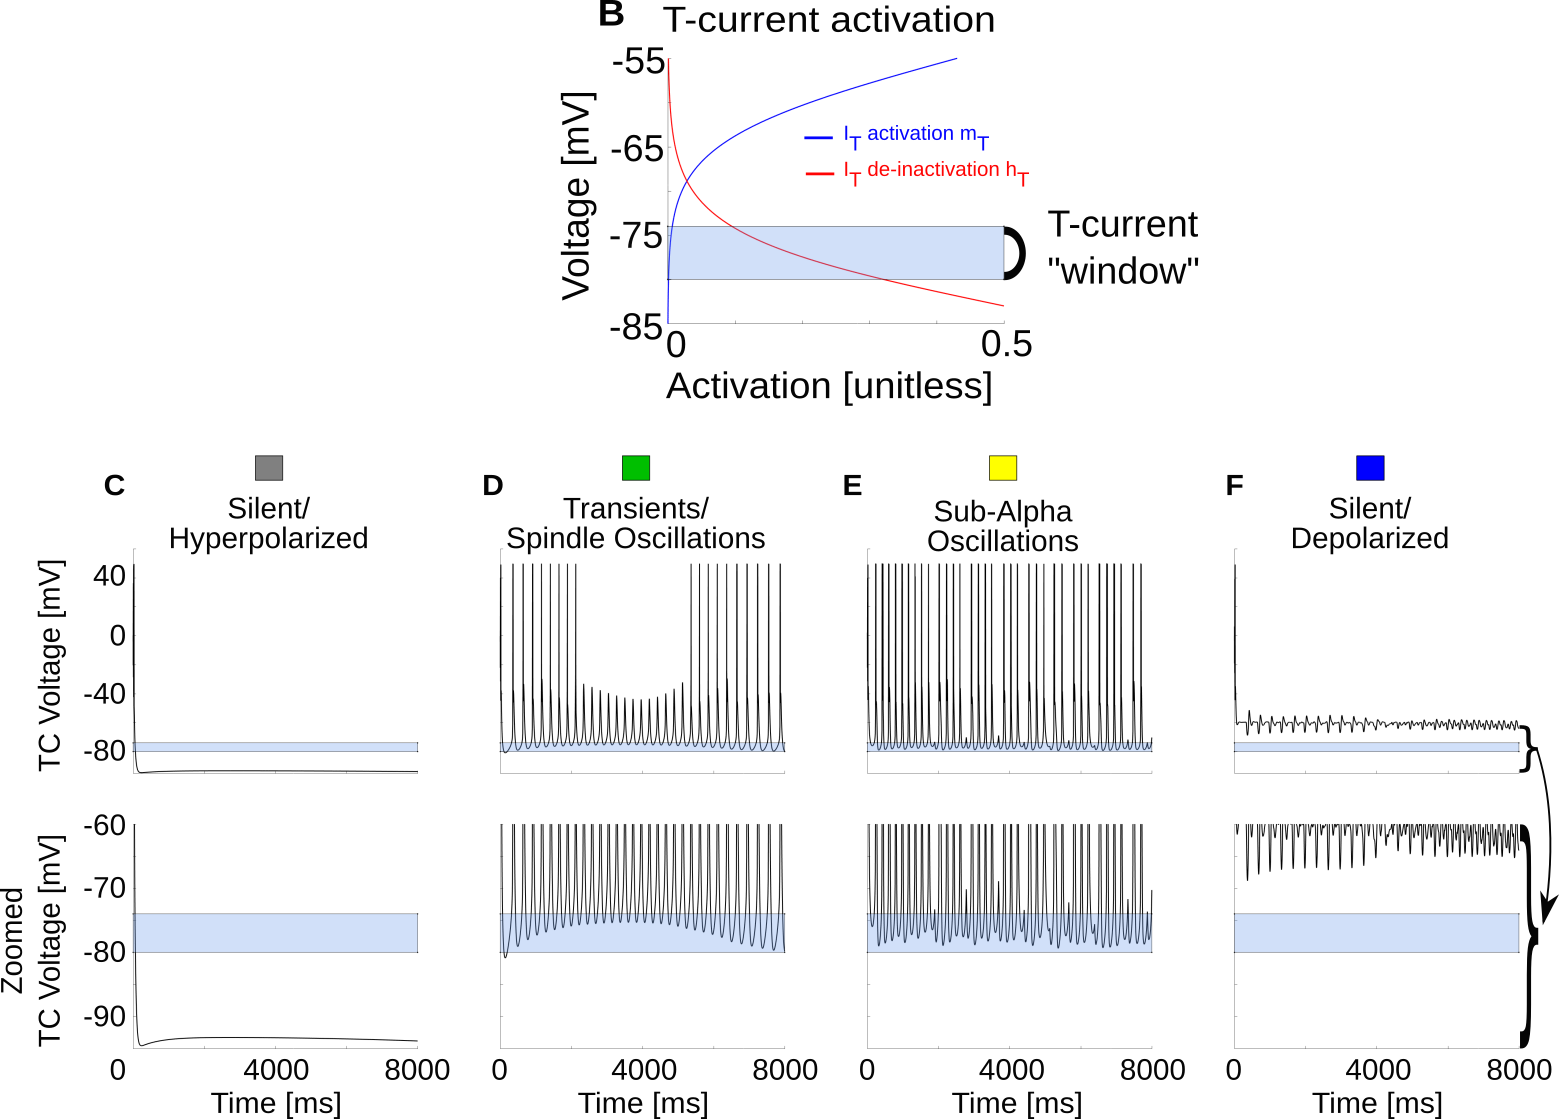 B T-current activation
-55
-65
-75
-85
Voltage [mV]
I_T activation m_T
I_T de-inactivation h_T
T-current
"window"
0 0.5
Activation [unitless]
C D E F
Silent/
Hyperpolarized
Transients/
Spindle Oscillations
Sub-Alpha
Oscillations
Silent/
Depolarized
TC Voltage [mV]
40
0
-40
-80
Zoomed
TC Voltage [mV]
-60
-70
-80
-90
0 4000 8000
0 4000 8000
0 4000 8000
0 4000 8000
Time [ms]
Time [ms]
Time [ms]
Time [ms]